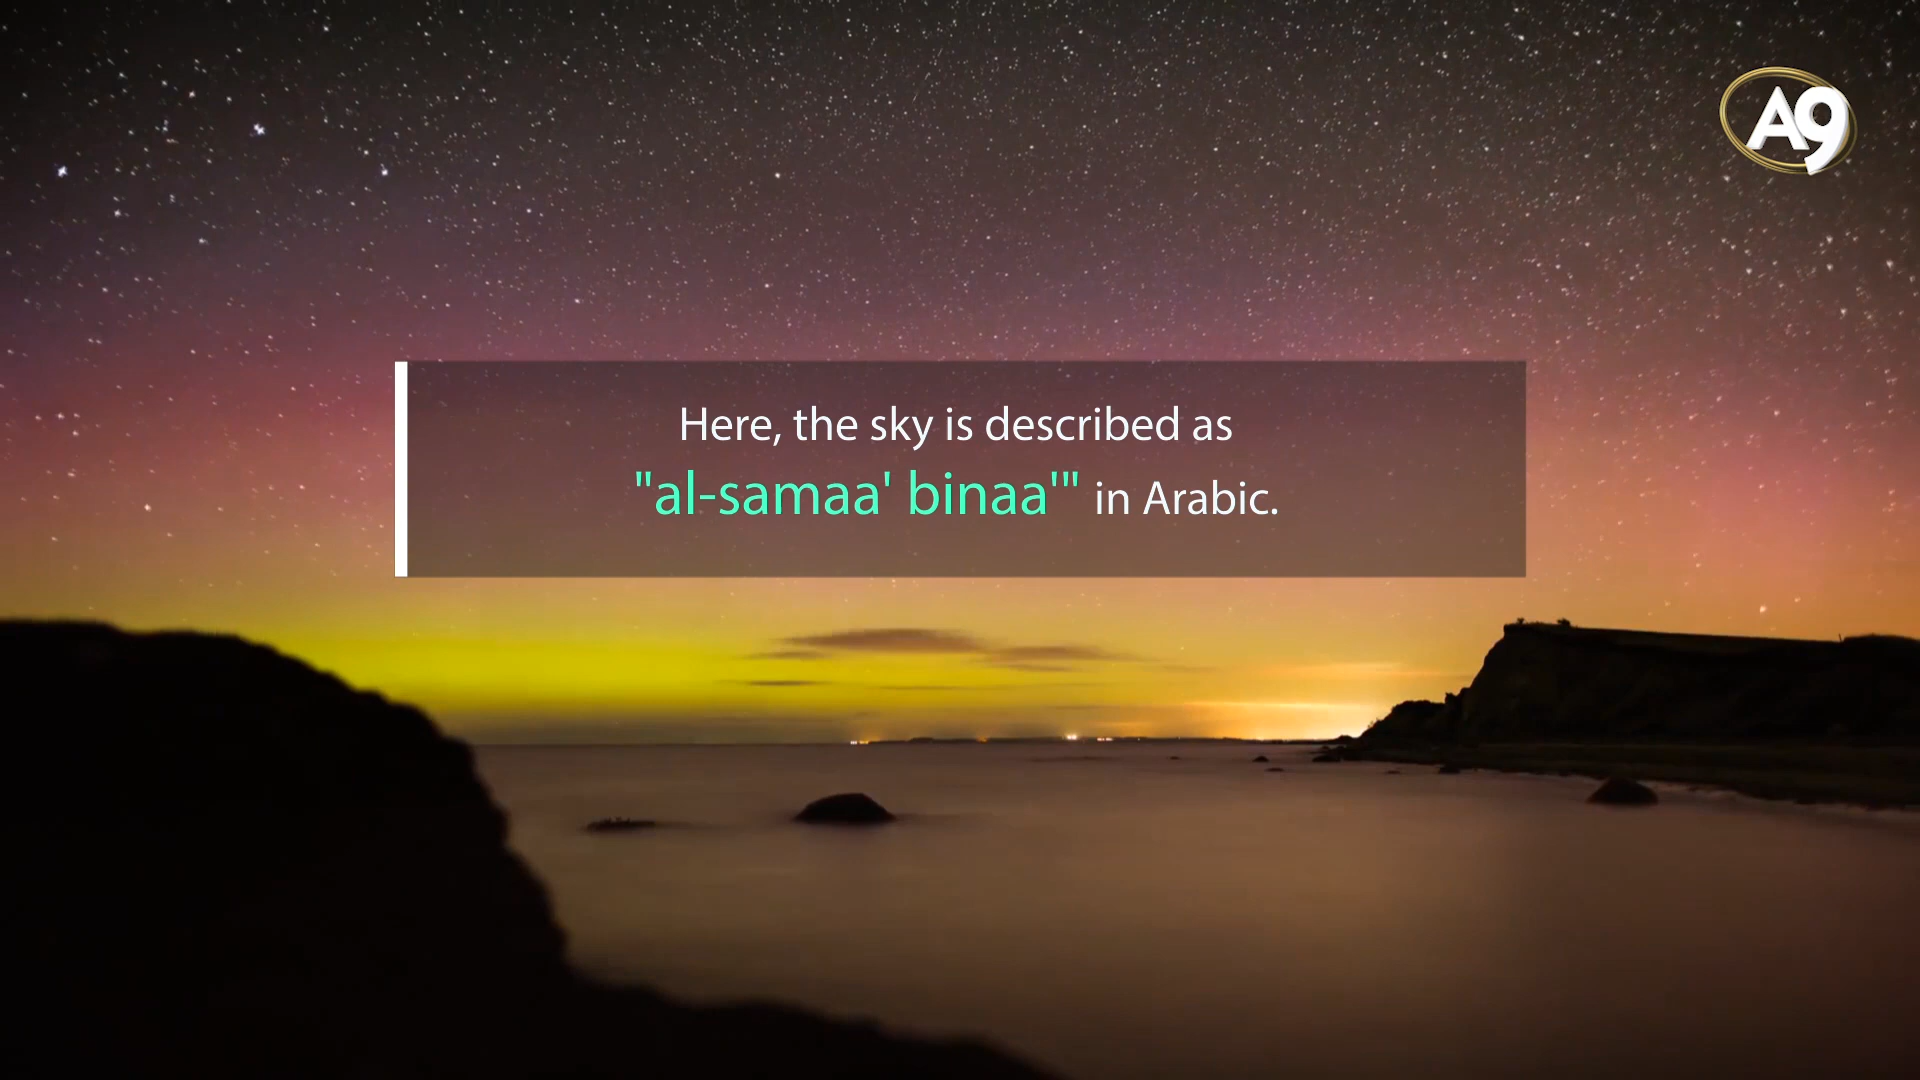 A9
Here, the sky is described as
"al-samaa' binaa'" in Arabic.